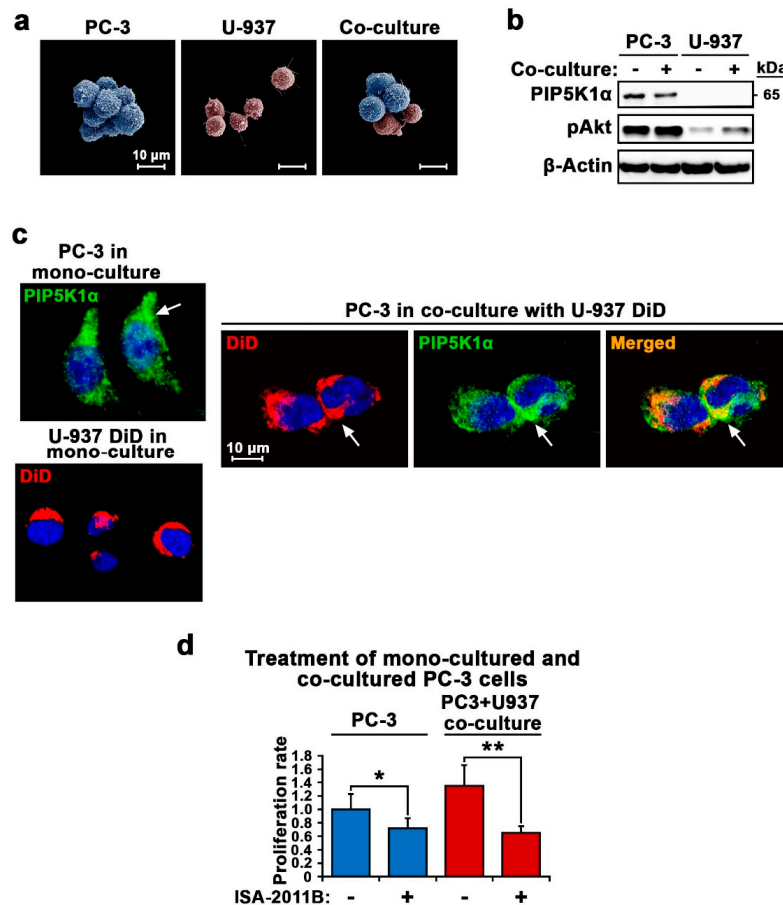 a
PC-3
U-937
Co-culture
10 µm
b
PC-3 U-937
Co-culture: - + - + kDa
PIP5K1α - 65
pAkt
β-Actin
c
PC-3 in
mono-culture
PIP5K1α
U-937 DiD in
mono-culture
DiD
PC-3 in co-culture with U-937 DiD
DiD
PIP5K1α
Merged
10 µm
d
Treatment of mono-cultured and
co-cultured PC-3 cells
PC-3
PC3+U937
co-culture
Proliferation rate
1.8
1.6
1.4
1.2
1.0
0.8
0.6
0.4
0.2
0
*
**
ISA-2011B: - + - +